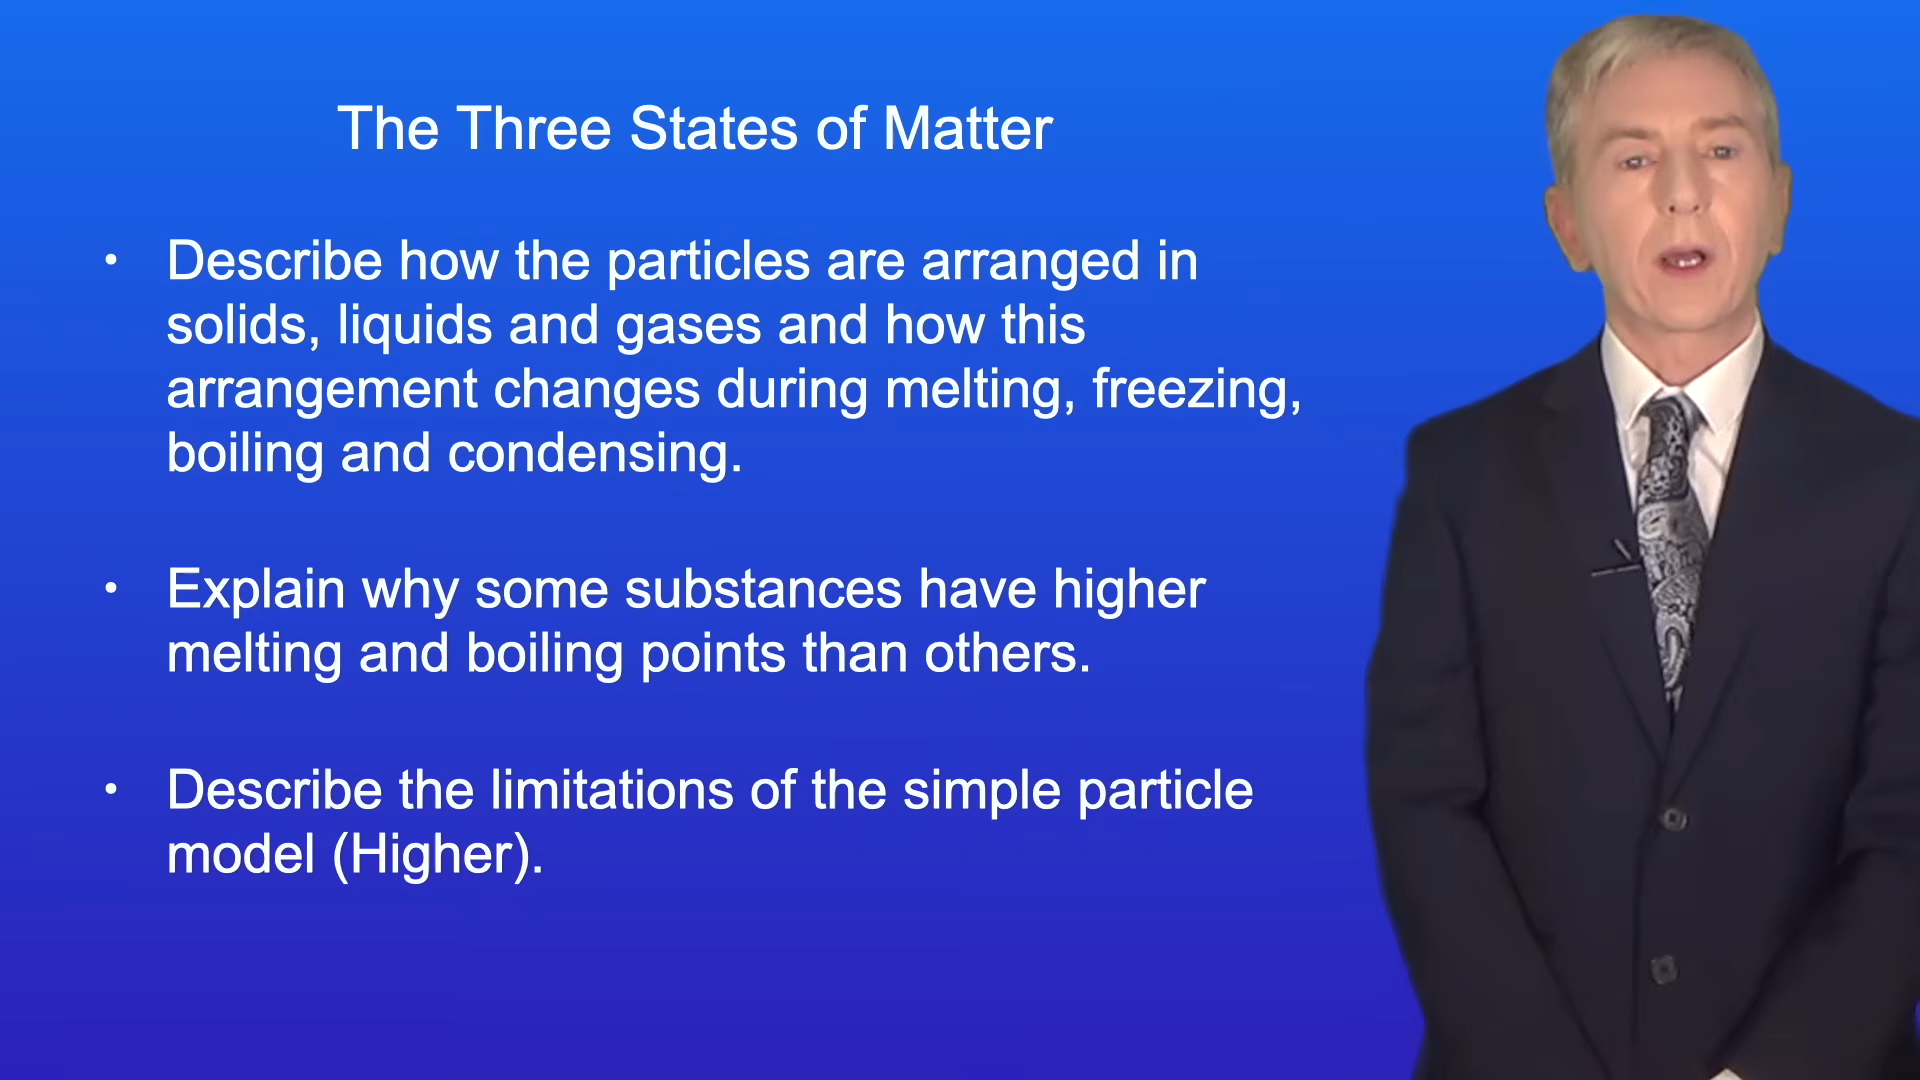 The Three States of Matter
• Describe how the particles are arranged in
solids, liquids and gases and how this
arrangement changes during melting, freezing,
boiling and condensing.
• Explain why some substances have higher
melting and boiling points than others.
• Describe the limitations of the simple particle
model (Higher).